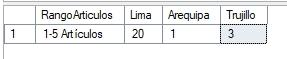 RangoArticulos Lima Arequipa Trujillo
1 1-5 Artículos 20 1 3